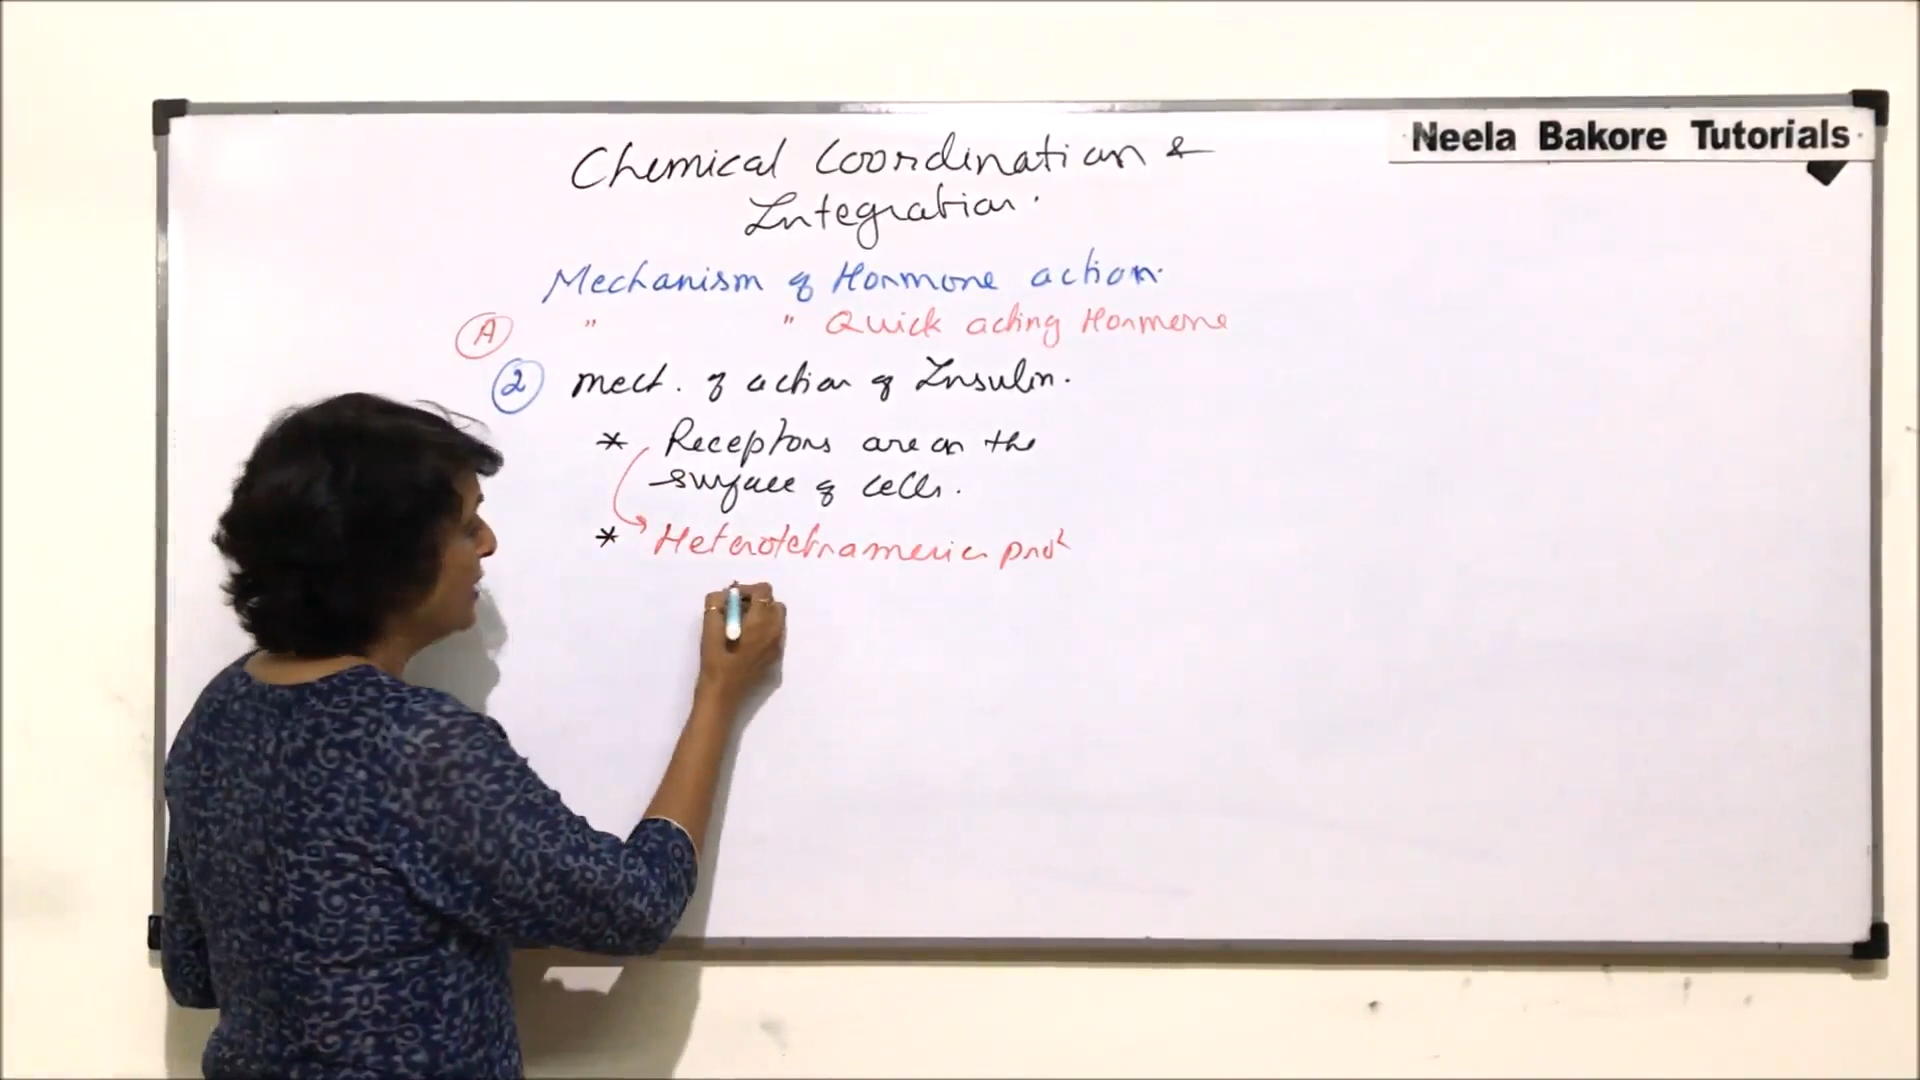 Neela Bakore Tutorials
Chemical Coordination &
Integration.
Mechanism of Hormone action.
A " " Quick acting Hormone
2 mect. of action of Insulin.
* Receptors are on the
surface of cells.
* Heterotetrameric prot